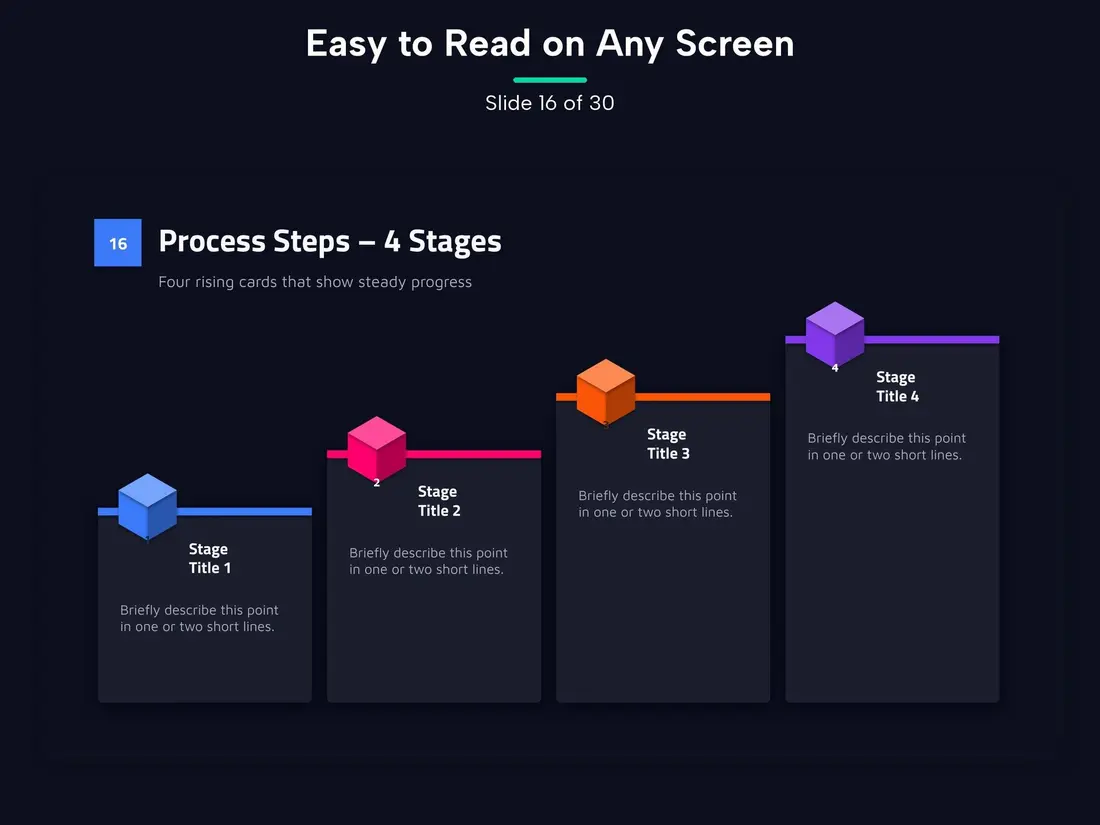 Easy to Read on Any Screen
Slide 16 of 30
16
Process Steps – 4 Stages
Four rising cards that show steady progress
Stage
Title 1
Briefly describe this point
in one or two short lines.
2
Stage
Title 2
Briefly describe this point
in one or two short lines.
3
Stage
Title 3
Briefly describe this point
in one or two short lines.
4
Stage
Title 4
Briefly describe this point
in one or two short lines.